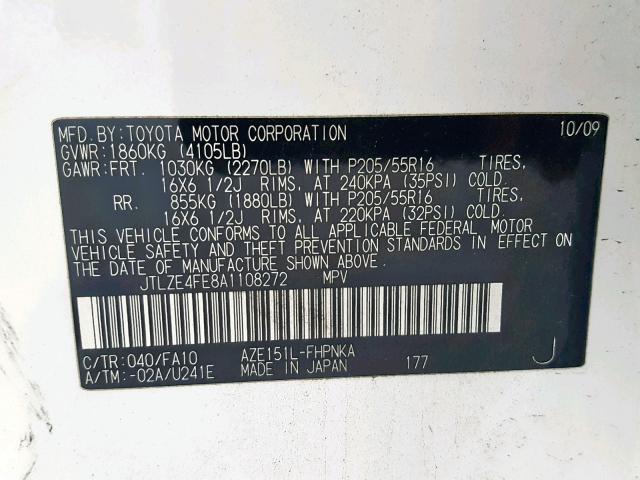 MFD.BY:TOYOTA MOTOR CORPORATION 10/09
GVWR:1860KG (4105LB)
GAWR:FRT. 1030KG (2270LB) WITH P205/55R16 TIRES,
16X6 1/2J RIMS, AT 240KPA (35PSI) COLD.
RR. 855KG (1880LB) WITH P205/55R16 TIRES,
16X6 1/2J RIMS, AT 220KPA (32PSI) COLD.
THIS VEHICLE CONFORMS TO ALL APPLICABLE FEDERAL MOTOR
VEHICLE SAFETY AND THEFT PREVENTION STANDARDS IN EFFECT ON
THE DATE OF MANUFACTURE SHOWN ABOVE.
JTLZE4FE8A1108272 MPV
C/TR:040/FA10 AZE151L-FHPNKA
A/TM:-02A/U241E MADE IN JAPAN 177 J